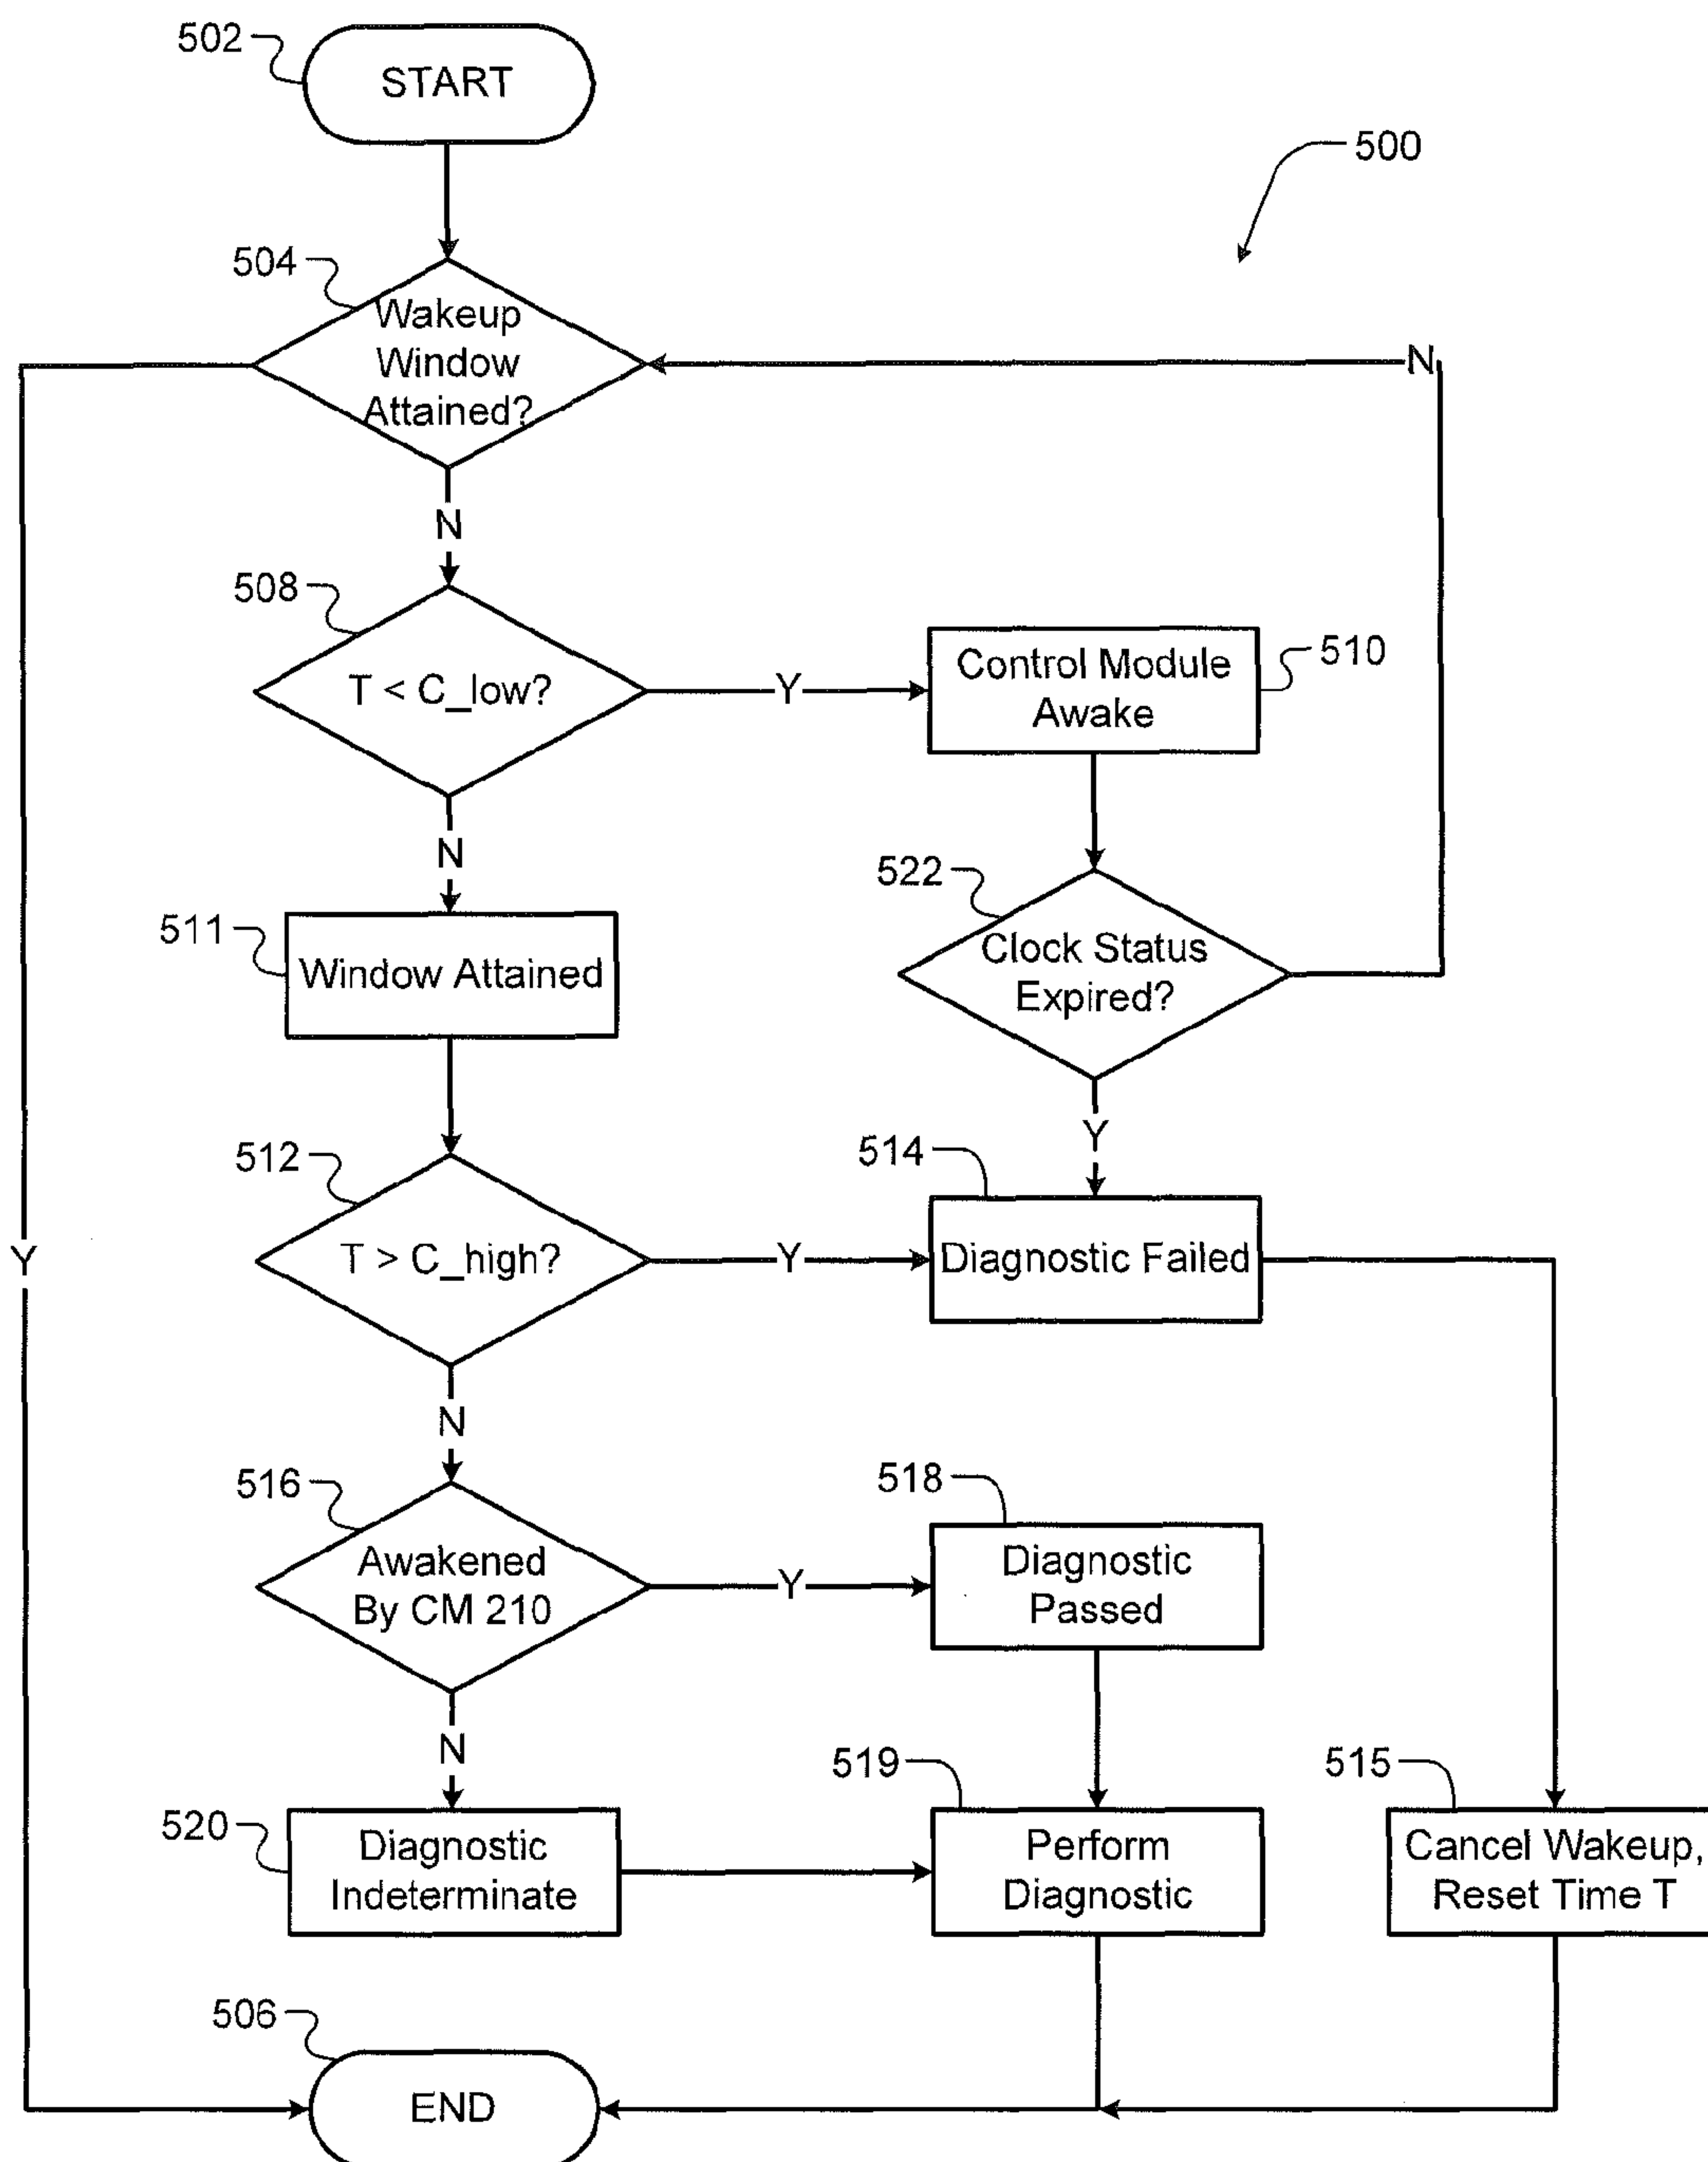 502
START
500
504
Wakeup
Window
Attained?
N
N
508
T < C_low?
Y
Control Module
Awake
510
N
522
Clock Status
Expired?
511
Window Attained
Y
512
T > C_high?
Y
514
Diagnostic Failed
Y
N
516
Awakened
By CM 210
Y
518
Diagnostic
Passed
N
520
Diagnostic
Indeterminate
519
Perform
Diagnostic
515
Cancel Wakeup,
Reset Time T
506
END